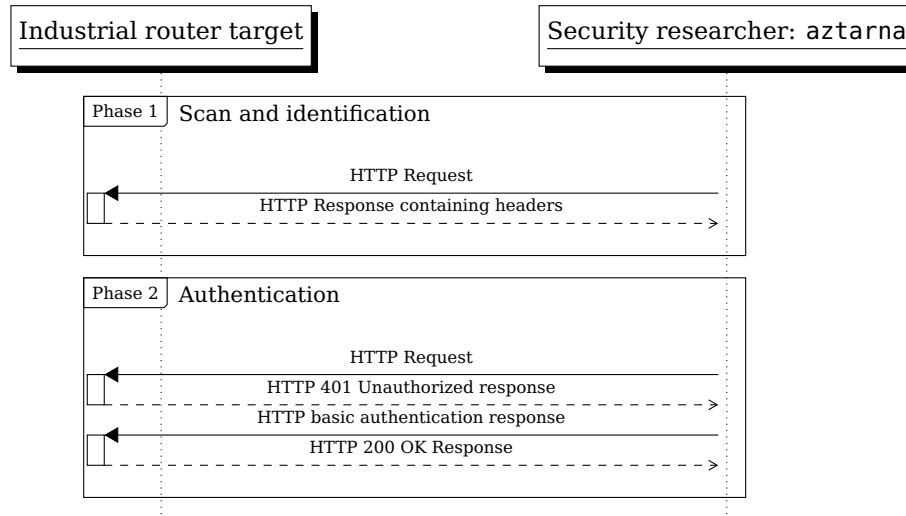 Industrial router target
Security researcher: aztarna
Phase 1
Scan and identification
HTTP Request
HTTP Response containing headers
Phase 2
Authentication
HTTP Request
HTTP 401 Unauthorized response
HTTP basic authentication response
HTTP 200 OK Response